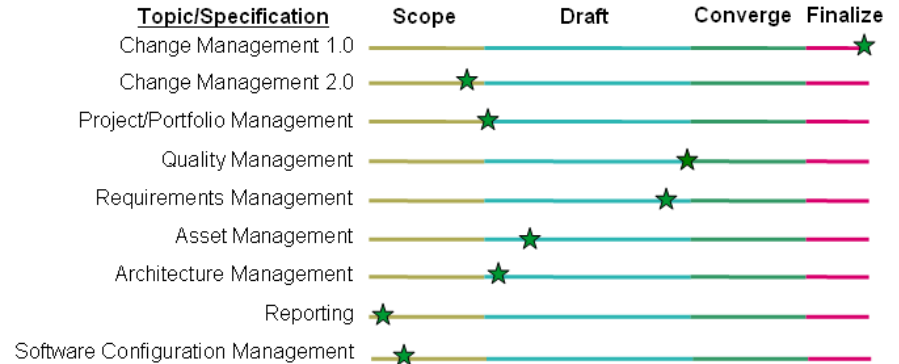 Topic/Specification Scope Draft Converge Finalize
Change Management 1.0
Change Management 2.0
Project/Portfolio Management
Quality Management
Requirements Management
Asset Management
Architecture Management
Reporting
Software Configuration Management